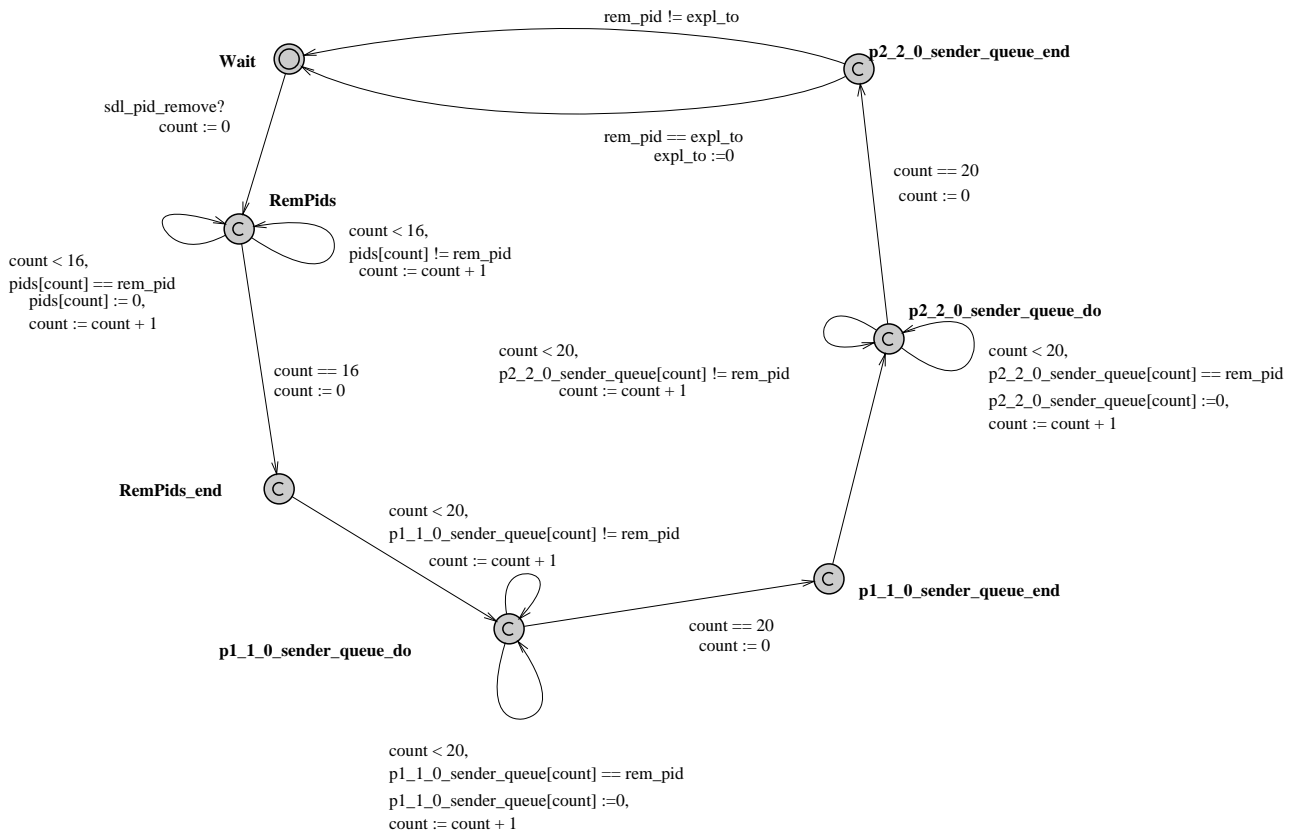 rem_pid != expl_to
p2_2_0_sender_queue_end
Wait
C
sdl_pid_remove?
count := 0
rem_pid == expl_to
expl_to :=0
count == 20
count := 0
RemPids
C
count < 16,
pids[count] != rem_pid
count := count + 1
count < 16,
pids[count] == rem_pid
pids[count] := 0,
count := count + 1
p2_2_0_sender_queue_do
C
count < 20,
p2_2_0_sender_queue[count] != rem_pid
count := count + 1
count < 20,
p2_2_0_sender_queue[count] == rem_pid
p2_2_0_sender_queue[count] :=0,
count := count + 1
count == 16
count := 0
RemPids_end
C
count < 20,
p1_1_0_sender_queue[count] != rem_pid
count := count + 1
C
p1_1_0_sender_queue_end
C
p1_1_0_sender_queue_do
count == 20
count := 0
count < 20,
p1_1_0_sender_queue[count] == rem_pid
p1_1_0_sender_queue[count] :=0,
count := count + 1